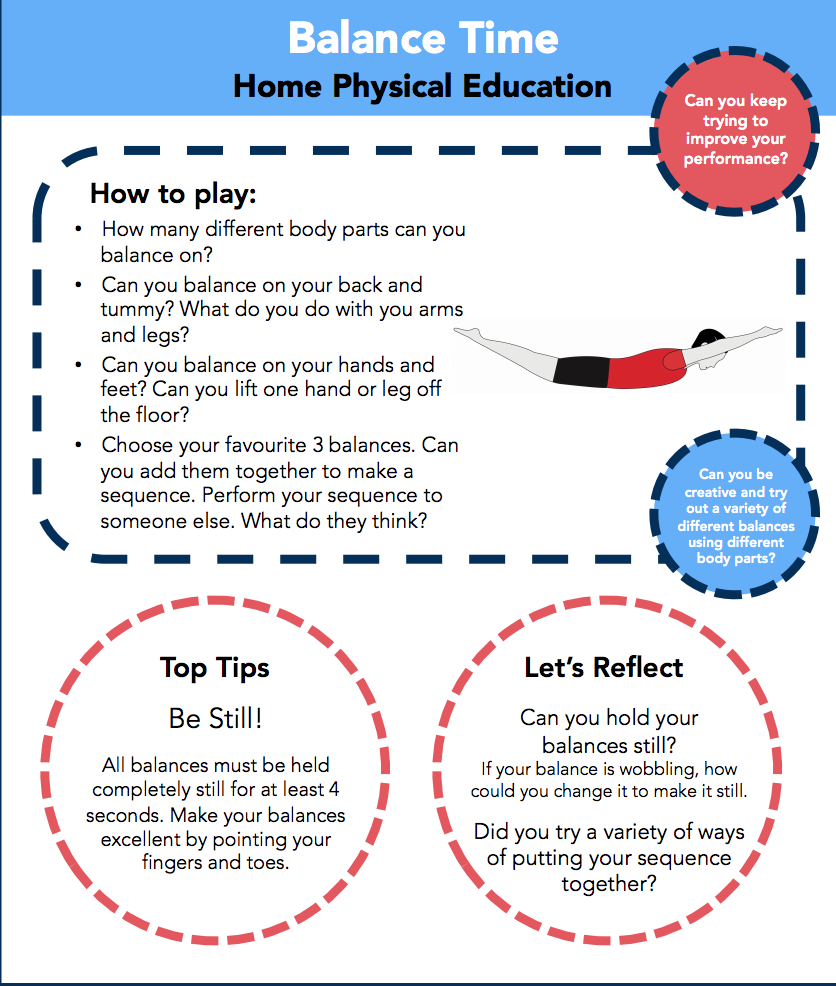 Balance Time
Home Physical Education
Can you keep
trying to
improve your
performance?
How to play:
• How many different body parts can you
balance on?
• Can you balance on your back and
tummy? What do you do with you arms
and legs?
• Can you balance on your hands and
feet? Can you lift one hand or leg off
the floor?
• Choose your favourite 3 balances. Can
you add them together to make a
sequence. Perform your sequence to
someone else. What do they think?
Can you be
creative and try
out a variety of
different balances
using different
body parts?
Top Tips
Be Still!
All balances must be held
completely still for at least 4
seconds. Make your balances
excellent by pointing your
fingers and toes.
Let's Reflect
Can you hold your
balances still?
If your balance is wobbling, how
could you change it to make it still.
Did you try a variety of ways
of putting your sequence
together?